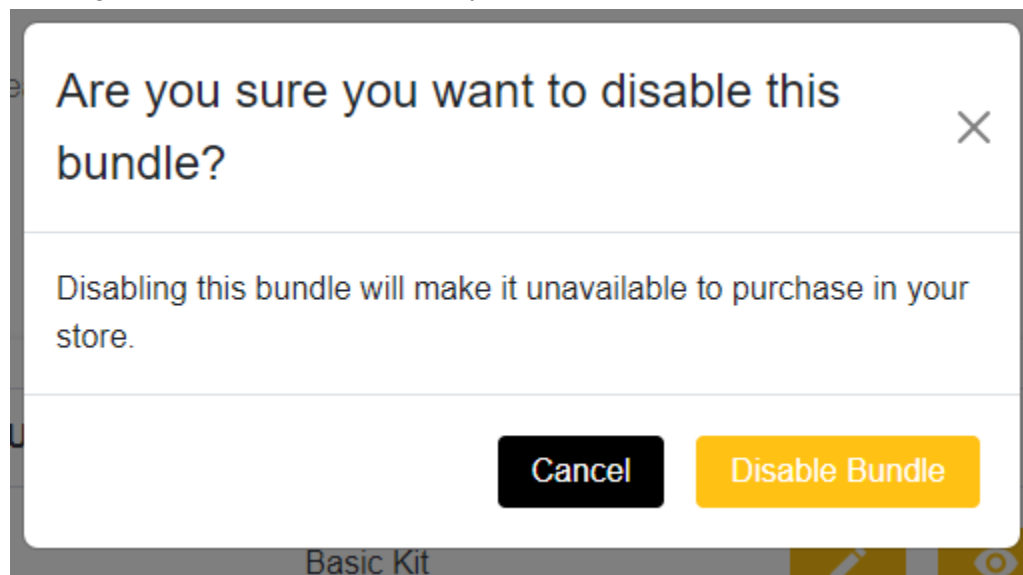 Are you sure you want to disable this
bundle?
Disabling this bundle will make it unavailable to purchase in your
store.
Cancel
Disable Bundle
Basic Kit